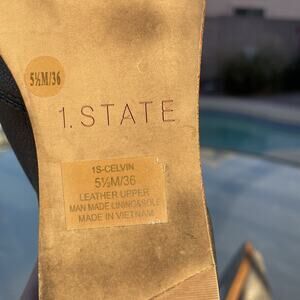 5½M/36
1. STATE
1S-CELVIN
5½M/36
LEATHER UPPER
MAN MADE LINING&SOLE
MADE IN VIETNAM